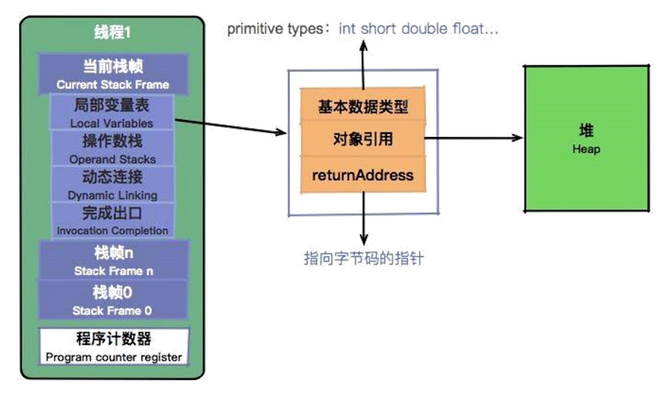 线程1
当前栈帧
Current Stack Frame
局部变量表
Local Variables
操作数栈
Operand Stacks
动态连接
Dynamic Linking
完成出口
Invocation Completion
栈帧n
Stack Frame n
栈帧0
Stack Frame 0
程序计数器
Program counter register
primitive types：int short double float...
基本数据类型
对象引用
returnAddress
指向字节码的指针
堆
Heap